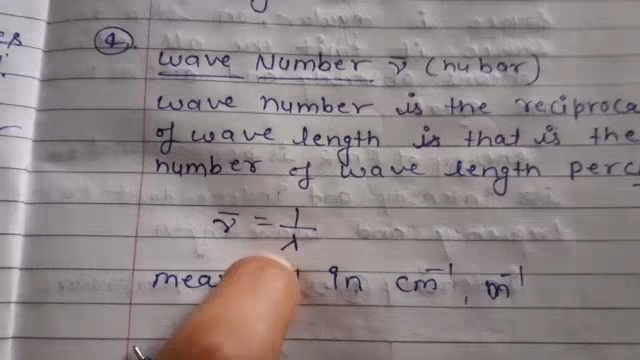 4.
Wave Number ν̅ (nubar)
Wave number is the reciproca
of wave length is that is the
number of wave length perc
ν̅ = 1/λ
mea in cm⁻¹, m⁻¹